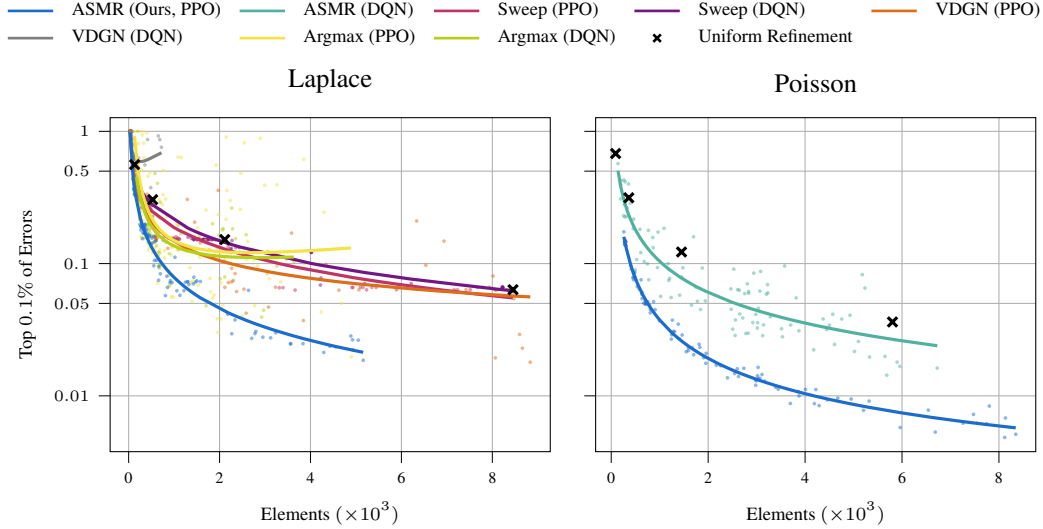 ASMR (Ours, PPO) ASMR (DQN) Sweep (PPO) Sweep (DQN) VDGN (PPO)
VDGN (DQN) Argmax (PPO) Argmax (DQN) Uniform Refinement
Laplace Poisson
Top 0.1% of Errors
1
0.5
0.1
0.05
0.01
0 2 4 6 8 0 2 4 6 8
Elements (×10³) Elements (×10³)